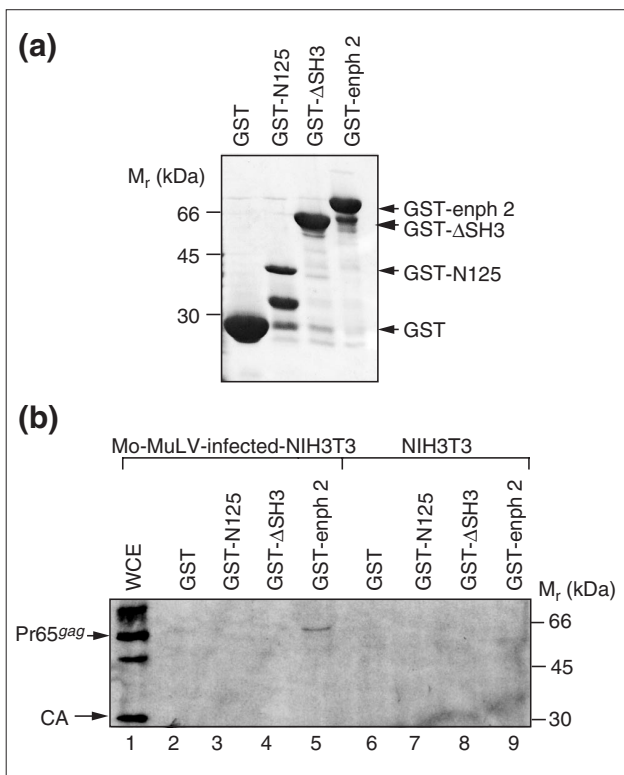 (a)
GST
GST-N125
GST-ΔSH3
GST-enph 2
Mr (kDa)
66
45
30
GST-enph 2
GST-ΔSH3
GST-N125
GST
(b)
Mo-MuLV-infected-NIH3T3 NIH3T3
WCE
GST
GST-N125
GST-ΔSH3
GST-enph 2
GST
GST-N125
GST-ΔSH3
GST-enph 2
Mr (kDa)
Pr65gag
CA
66
45
30
1 2 3 4 5 6 7 8 9